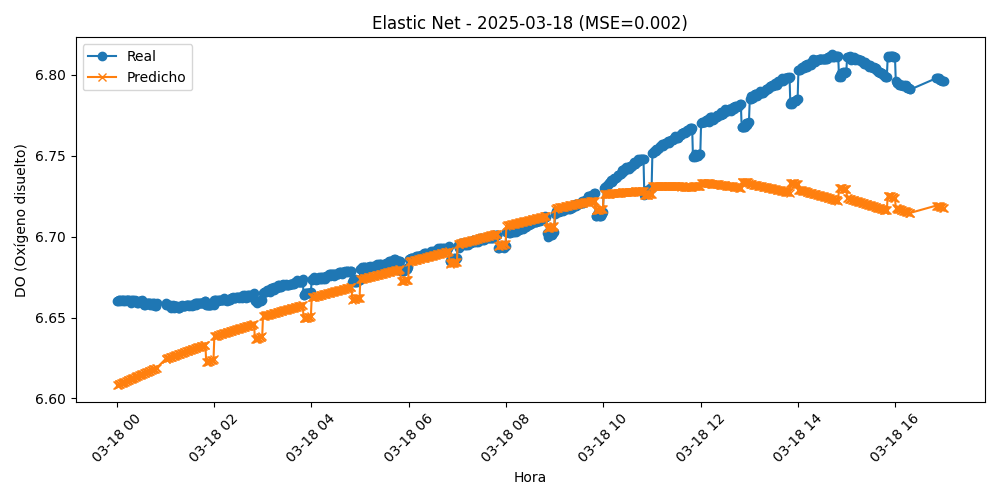 Elastic Net - 2025-03-18 (MSE=0.002)
Real
Predicho
DO (Oxígeno disuelto)
6.80
6.75
6.70
6.65
6.60
03-18 00
03-18 02
03-18 04
03-18 06
03-18 08
03-18 10
03-18 12
03-18 14
03-18 16
Hora